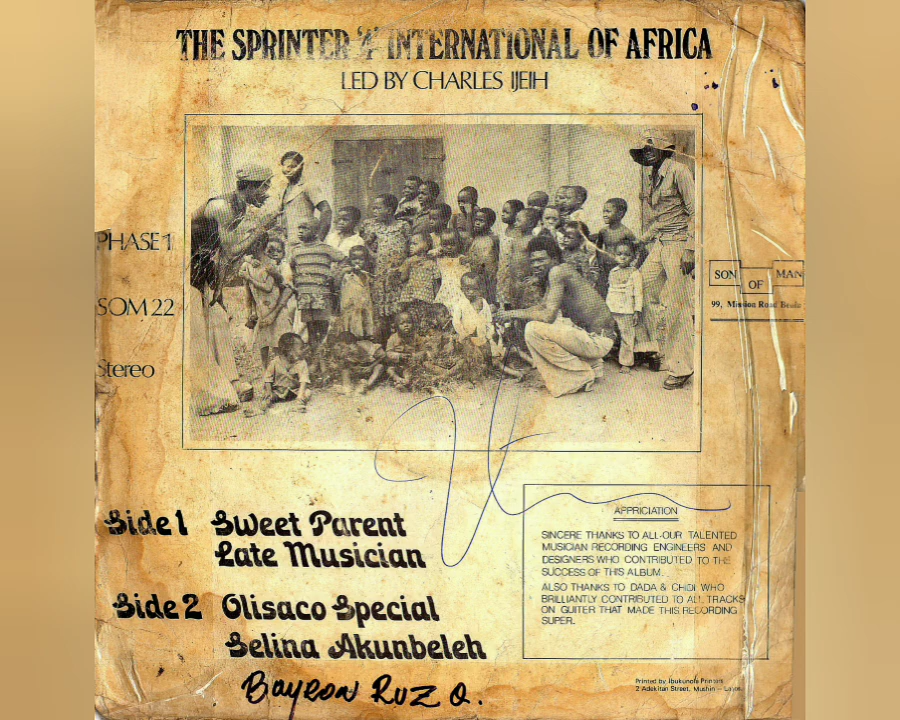 THE SPRINTER '4' INTERNATIONAL OF AFRICA
LED BY CHARLES IJEIH
PHASE 1
SOM 22
Stereo
SON OF MAN
99, Mission Road Benin
Side 1 Sweet Parent
Late Musician
Side 2 Olisaco Special
Selina Akunbeleh
APPRICIATION
SINCERE THANKS TO ALL OUR TALENTED
MUSICIAN RECORDING ENGINEERS AND
DESIGNERS WHO CONTRIBUTED TO THE
SUCCESS OF THIS ALBUM.
ALSO THANKS TO DADA & CHIDI WHO
BRILLIANTLY CONTRIBUTED TO ALL TRACKS
ON GUITER THAT MADE THIS RECORDING
SUPER.
Printed by Ibukunola Printers
2 Adekitan Street, Mushin - Lagos.
Bayron Ruz Q.